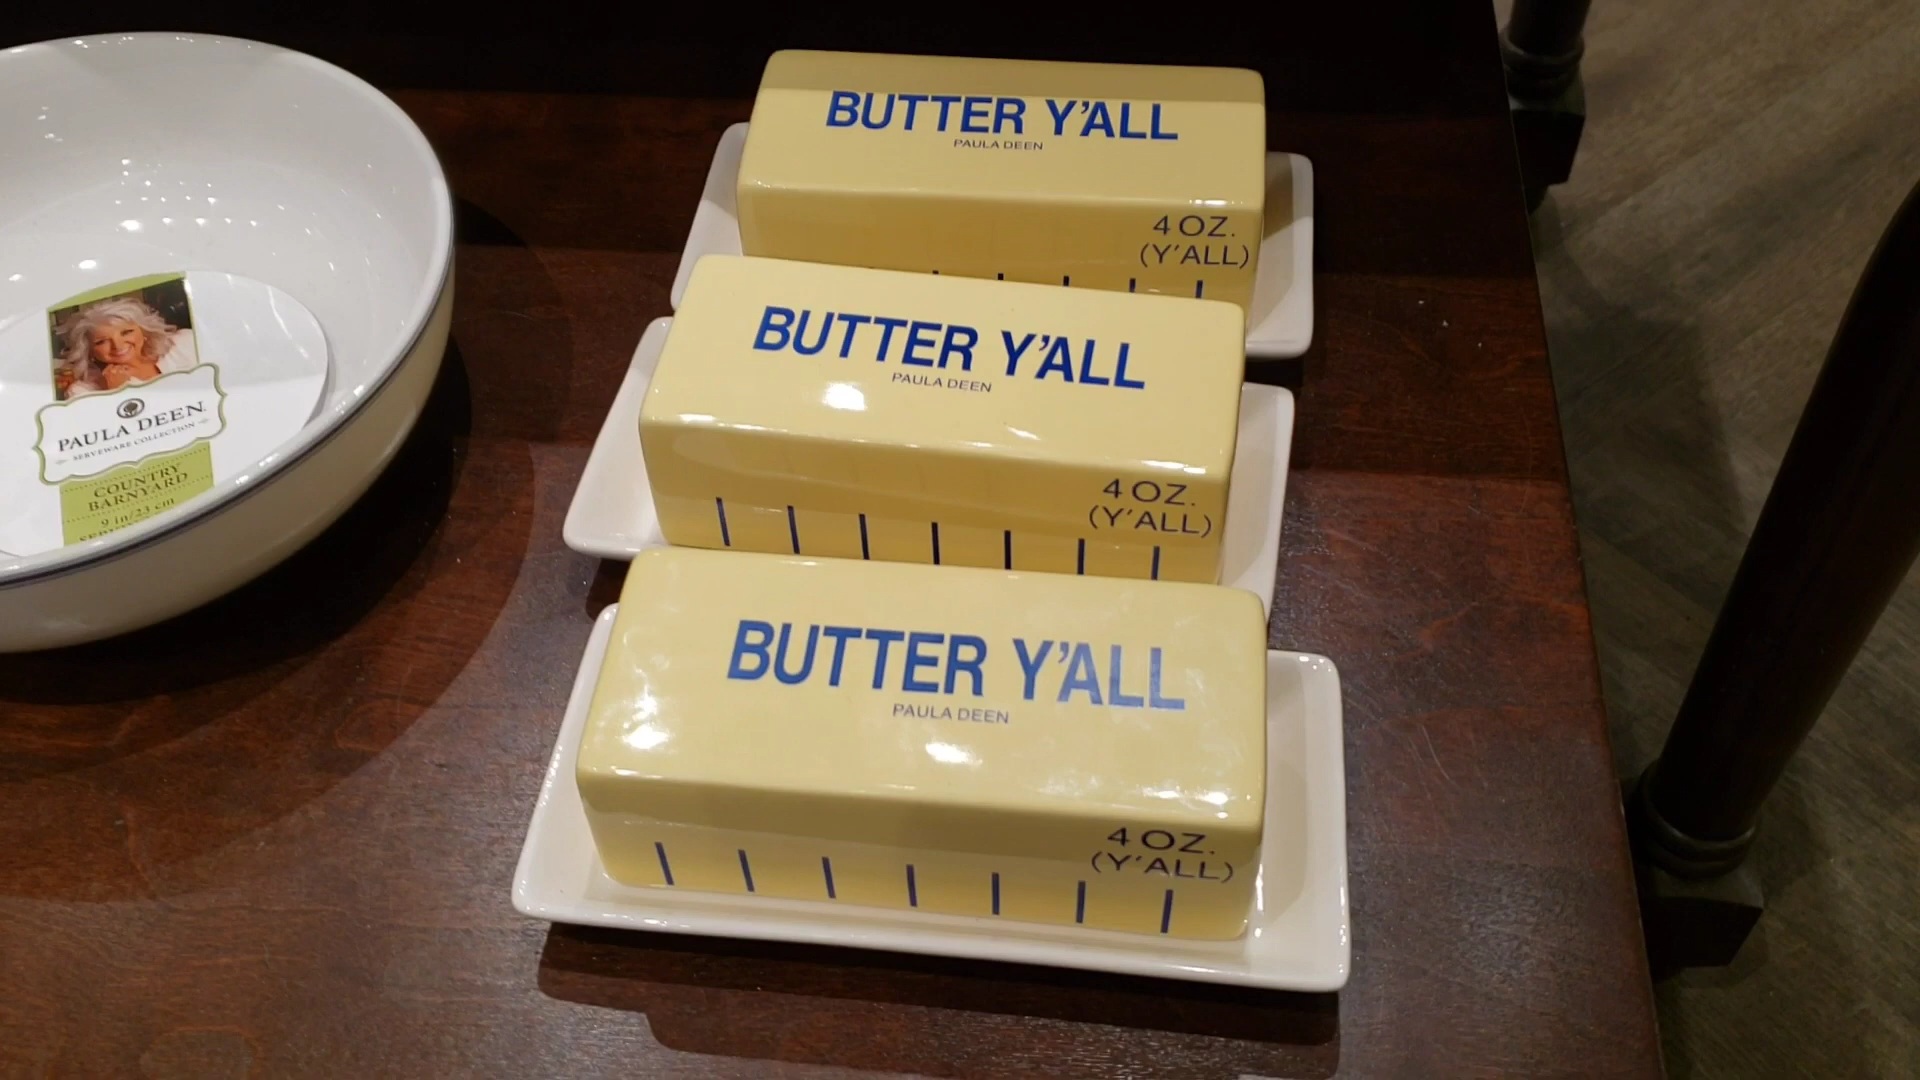 BUTTER Y'ALL
PAULA DEEN
4 OZ.
(Y'ALL)
BUTTER Y'ALL
PAULA DEEN
4 OZ.
(Y'ALL)
BUTTER Y'ALL
PAULA DEEN
4 OZ.
(Y'ALL)
PAULA DEEN
SERVEWARE COLLECTION
COUNTRY
BARNYARD
9 in/23 cm